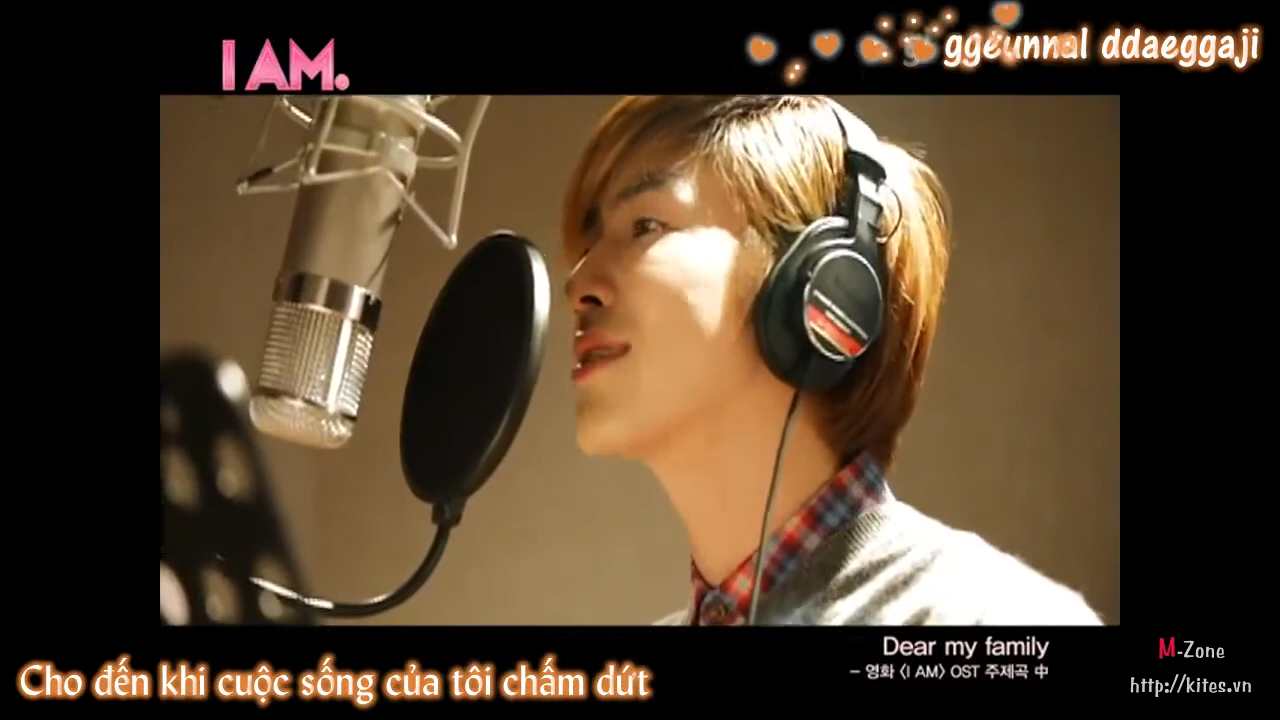 I AM.
ggeunnal ddaeggaji
Dear my family
- 영화 〈I AM〉 OST 주제곡 中
Cho đến khi cuộc sống của tôi chấm dứt
M-Zone
http://kites.vn